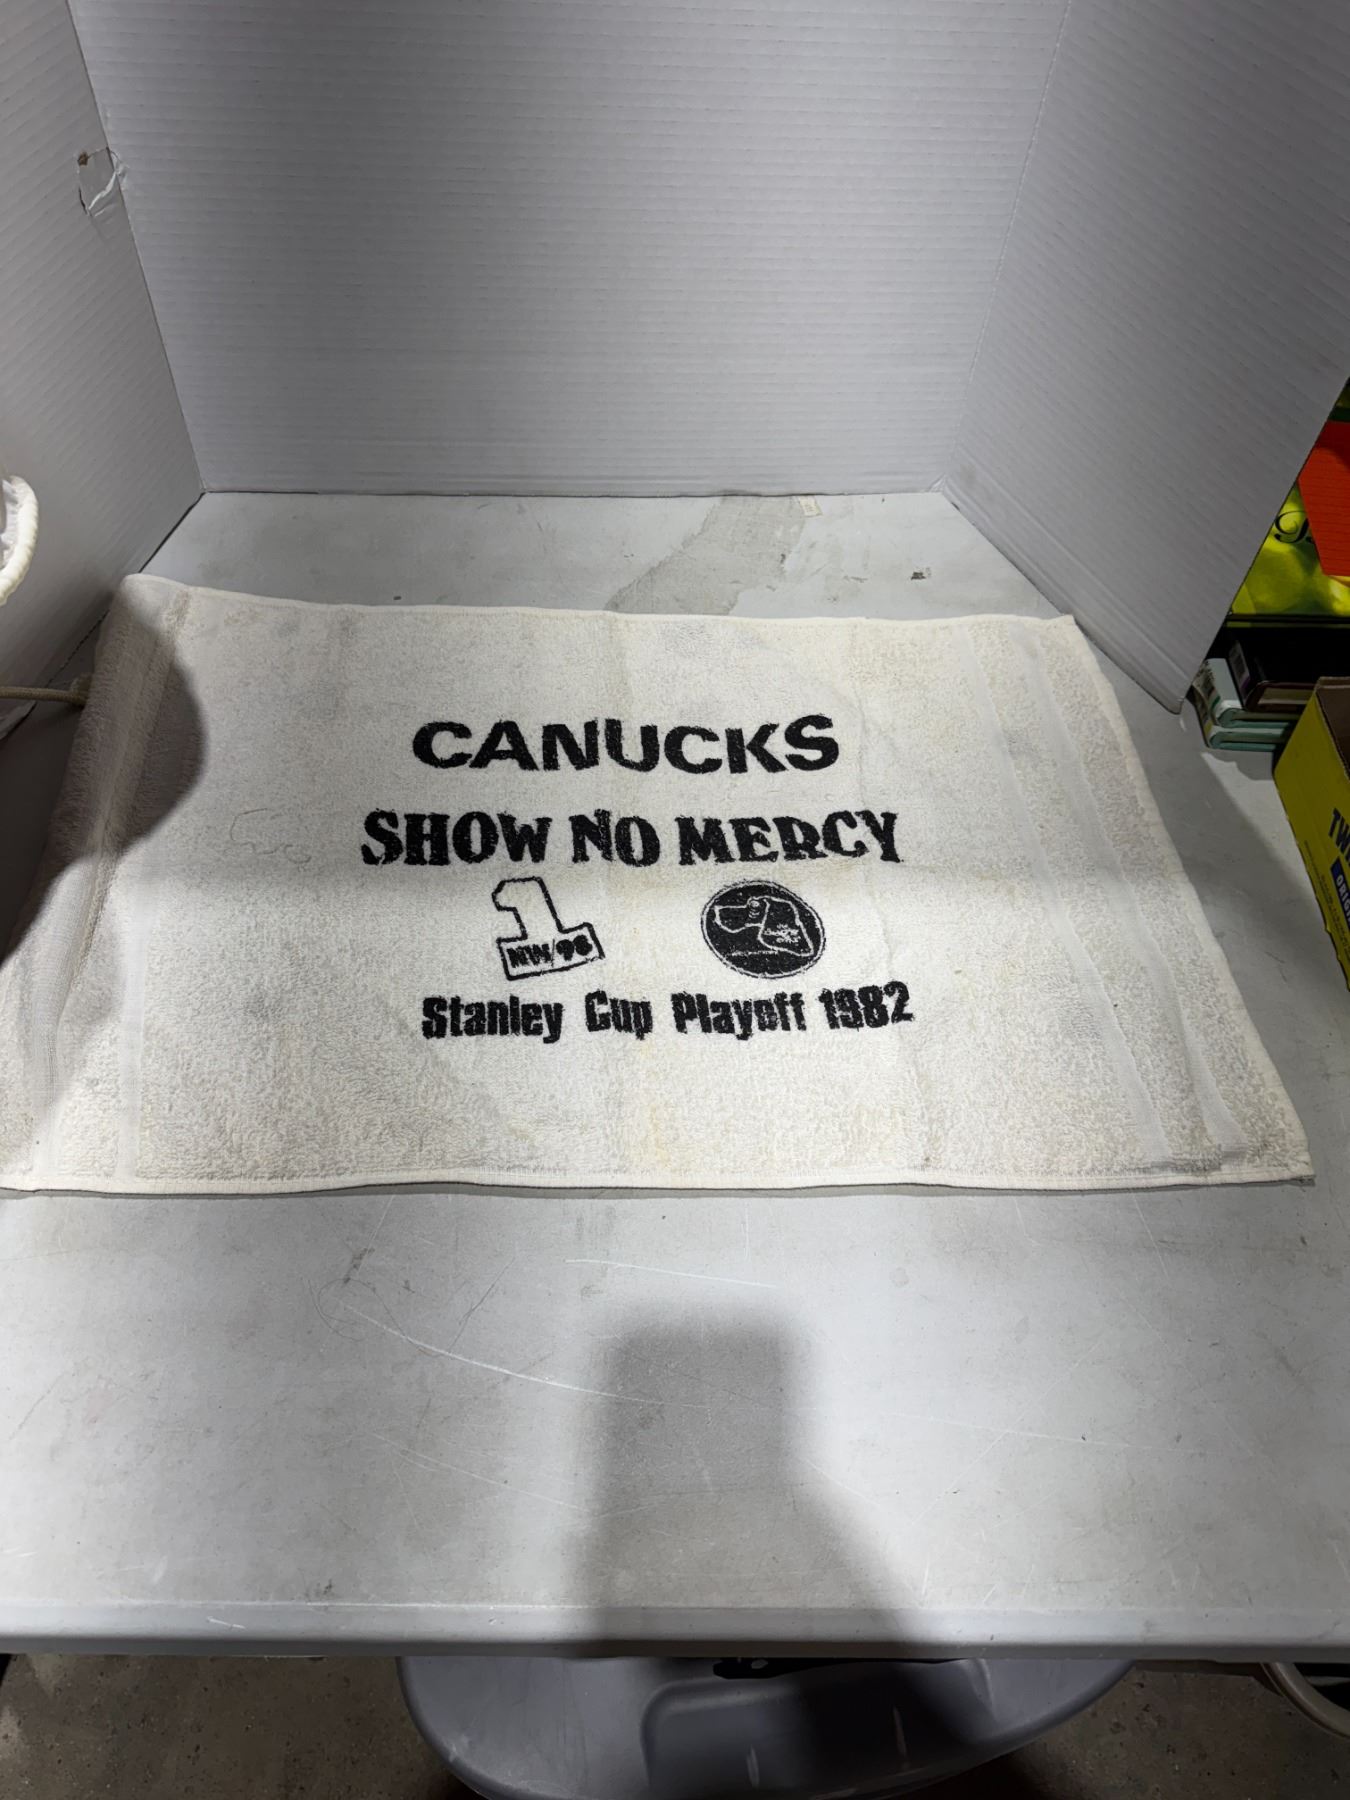 CANUCKS
SHOW NO MERCY
1
NW/98
Stanley Cup Playoff 1982